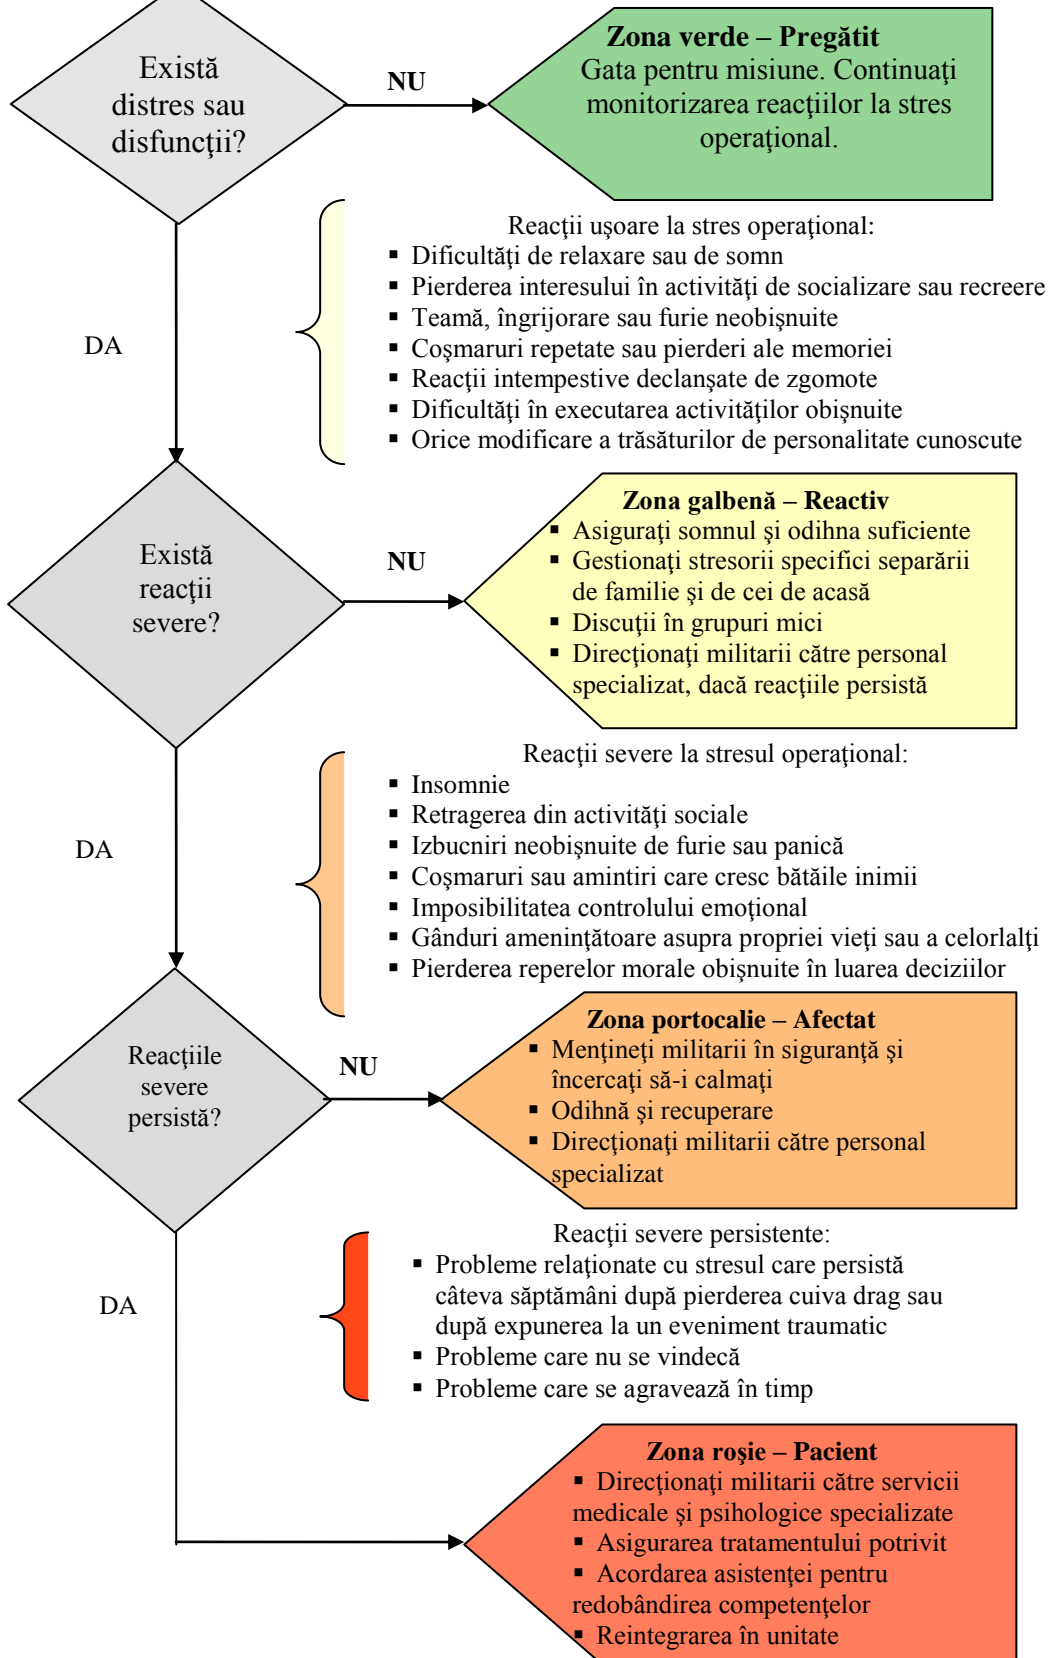 Există
distres sau
disfuncţii?
NU
Zona verde – Pregătit
Gata pentru misiune. Continuaţi
monitorizarea reacţiilor la stres
operaţional.
DA
Reacţii uşoare la stres operaţional:
▪ Dificultăţi de relaxare sau de somn
▪ Pierderea interesului în activităţi de socializare sau recreere
▪ Teamă, îngrijorare sau furie neobişnuite
▪ Coşmaruri repetate sau pierderi ale memoriei
▪ Reacţii intempestive declanşate de zgomote
▪ Dificultăţi în executarea activităţilor obişnuite
▪ Orice modificare a trăsăturilor de personalitate cunoscute
Există
reacţii
severe?
NU
Zona galbenă – Reactiv
▪ Asiguraţi somnul şi odihna suficiente
▪ Gestionaţi stresorii specifici separării
de familie şi de cei de acasă
▪ Discuţii în grupuri mici
▪ Direcţionaţi militarii către personal
specializat, dacă reacţiile persistă
DA
Reacţii severe la stresul operaţional:
▪ Insomnie
▪ Retragerea din activităţi sociale
▪ Izbucniri neobişnuite de furie sau panică
▪ Coşmaruri sau amintiri care cresc bătăile inimii
▪ Imposibilitatea controlului emoţional
▪ Gânduri ameninţătoare asupra propriei vieţi sau a celorlalţi
▪ Pierderea reperelor morale obişnuite în luarea deciziilor
Reacţiile
severe
persistă?
NU
Zona portocalie – Afectat
▪ Menţineţi militarii în siguranţă şi
încercaţi să-i calmaţi
▪ Odihnă şi recuperare
▪ Direcţionaţi militarii către personal
specializat
DA
Reacţii severe persistente:
▪ Probleme relaţionate cu stresul care persistă
câteva săptămâni după pierderea cuiva drag sau
după expunerea la un eveniment traumatic
▪ Probleme care nu se vindecă
▪ Probleme care se agravează în timp
Zona roşie – Pacient
▪ Direcţionaţi militarii către servicii
medicale şi psihologice specializate
▪ Asigurarea tratamentului potrivit
▪ Acordarea asistenţei pentru
redobândirea competenţelor
▪ Reintegrarea în unitate